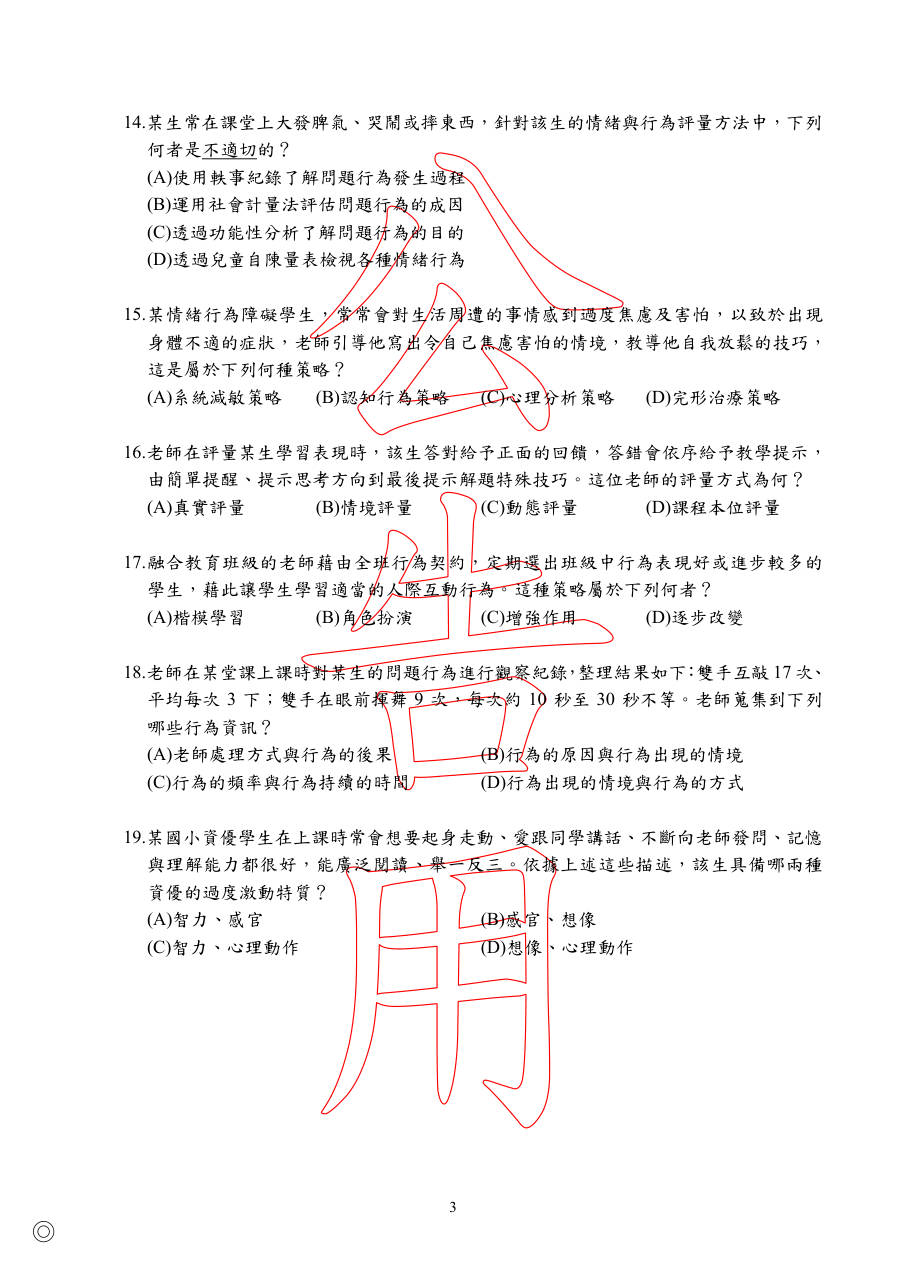 14.某生常在課堂上大發脾氣、哭鬧或摔東西，針對該生的情緒與行為評量方法中，下列
何者是不適切的？
(A)使用軼事紀錄了解問題行為發生過程
(B)運用社會計量法評估問題行為的成因
(C)透過功能性分析了解問題行為的目的
(D)透過兒童自陳量表檢視各種情緒行為
15.某情緒行為障礙學生，常常會對生活周遭的事情感到過度焦慮及害怕，以致於出現
身體不適的症狀，老師引導他寫出令自己焦慮害怕的情境，教導他自我放鬆的技巧，
這是屬於下列何種策略？
(A)系統減敏策略 (B)認知行為策略 (C)心理分析策略 (D)完形治療策略
16.老師在評量某生學習表現時，該生答對給予正面的回饋，答錯會依序給予教學提示，
由簡單提醒、提示思考方向到最後提示解題特殊技巧。這位老師的評量方式為何？
(A)真實評量 (B)情境評量 (C)動態評量 (D)課程本位評量
17.融合教育班級的老師藉由全班行為契約，定期選出班級中行為表現好或進步較多的
學生，藉此讓學生學習適當的人際互動行為。這種策略屬於下列何者？
(A)楷模學習 (B)角色扮演 (C)增強作用 (D)逐步改變
18.老師在某堂課上課時對某生的問題行為進行觀察紀錄，整理結果如下：雙手互敲 17 次、
平均每次 3 下；雙手在眼前揮舞 9 次，每次約 10 秒至 30 秒不等。老師蒐集到下列
哪些行為資訊？
(A)老師處理方式與行為的後果 (B)行為的原因與行為出現的情境
(C)行為的頻率與行為持續的時間 (D)行為出現的情境與行為的方式
19.某國小資優學生在上課時常會想要起身走動、愛跟同學講話、不斷向老師發問、記憶
與理解能力都很好，能廣泛閱讀、舉一反三。依據上述這些描述，該生具備哪兩種
資優的過度激動特質？
(A)智力、感官 (B)感官、想像
(C)智力、心理動作 (D)想像、心理動作
公告用
3